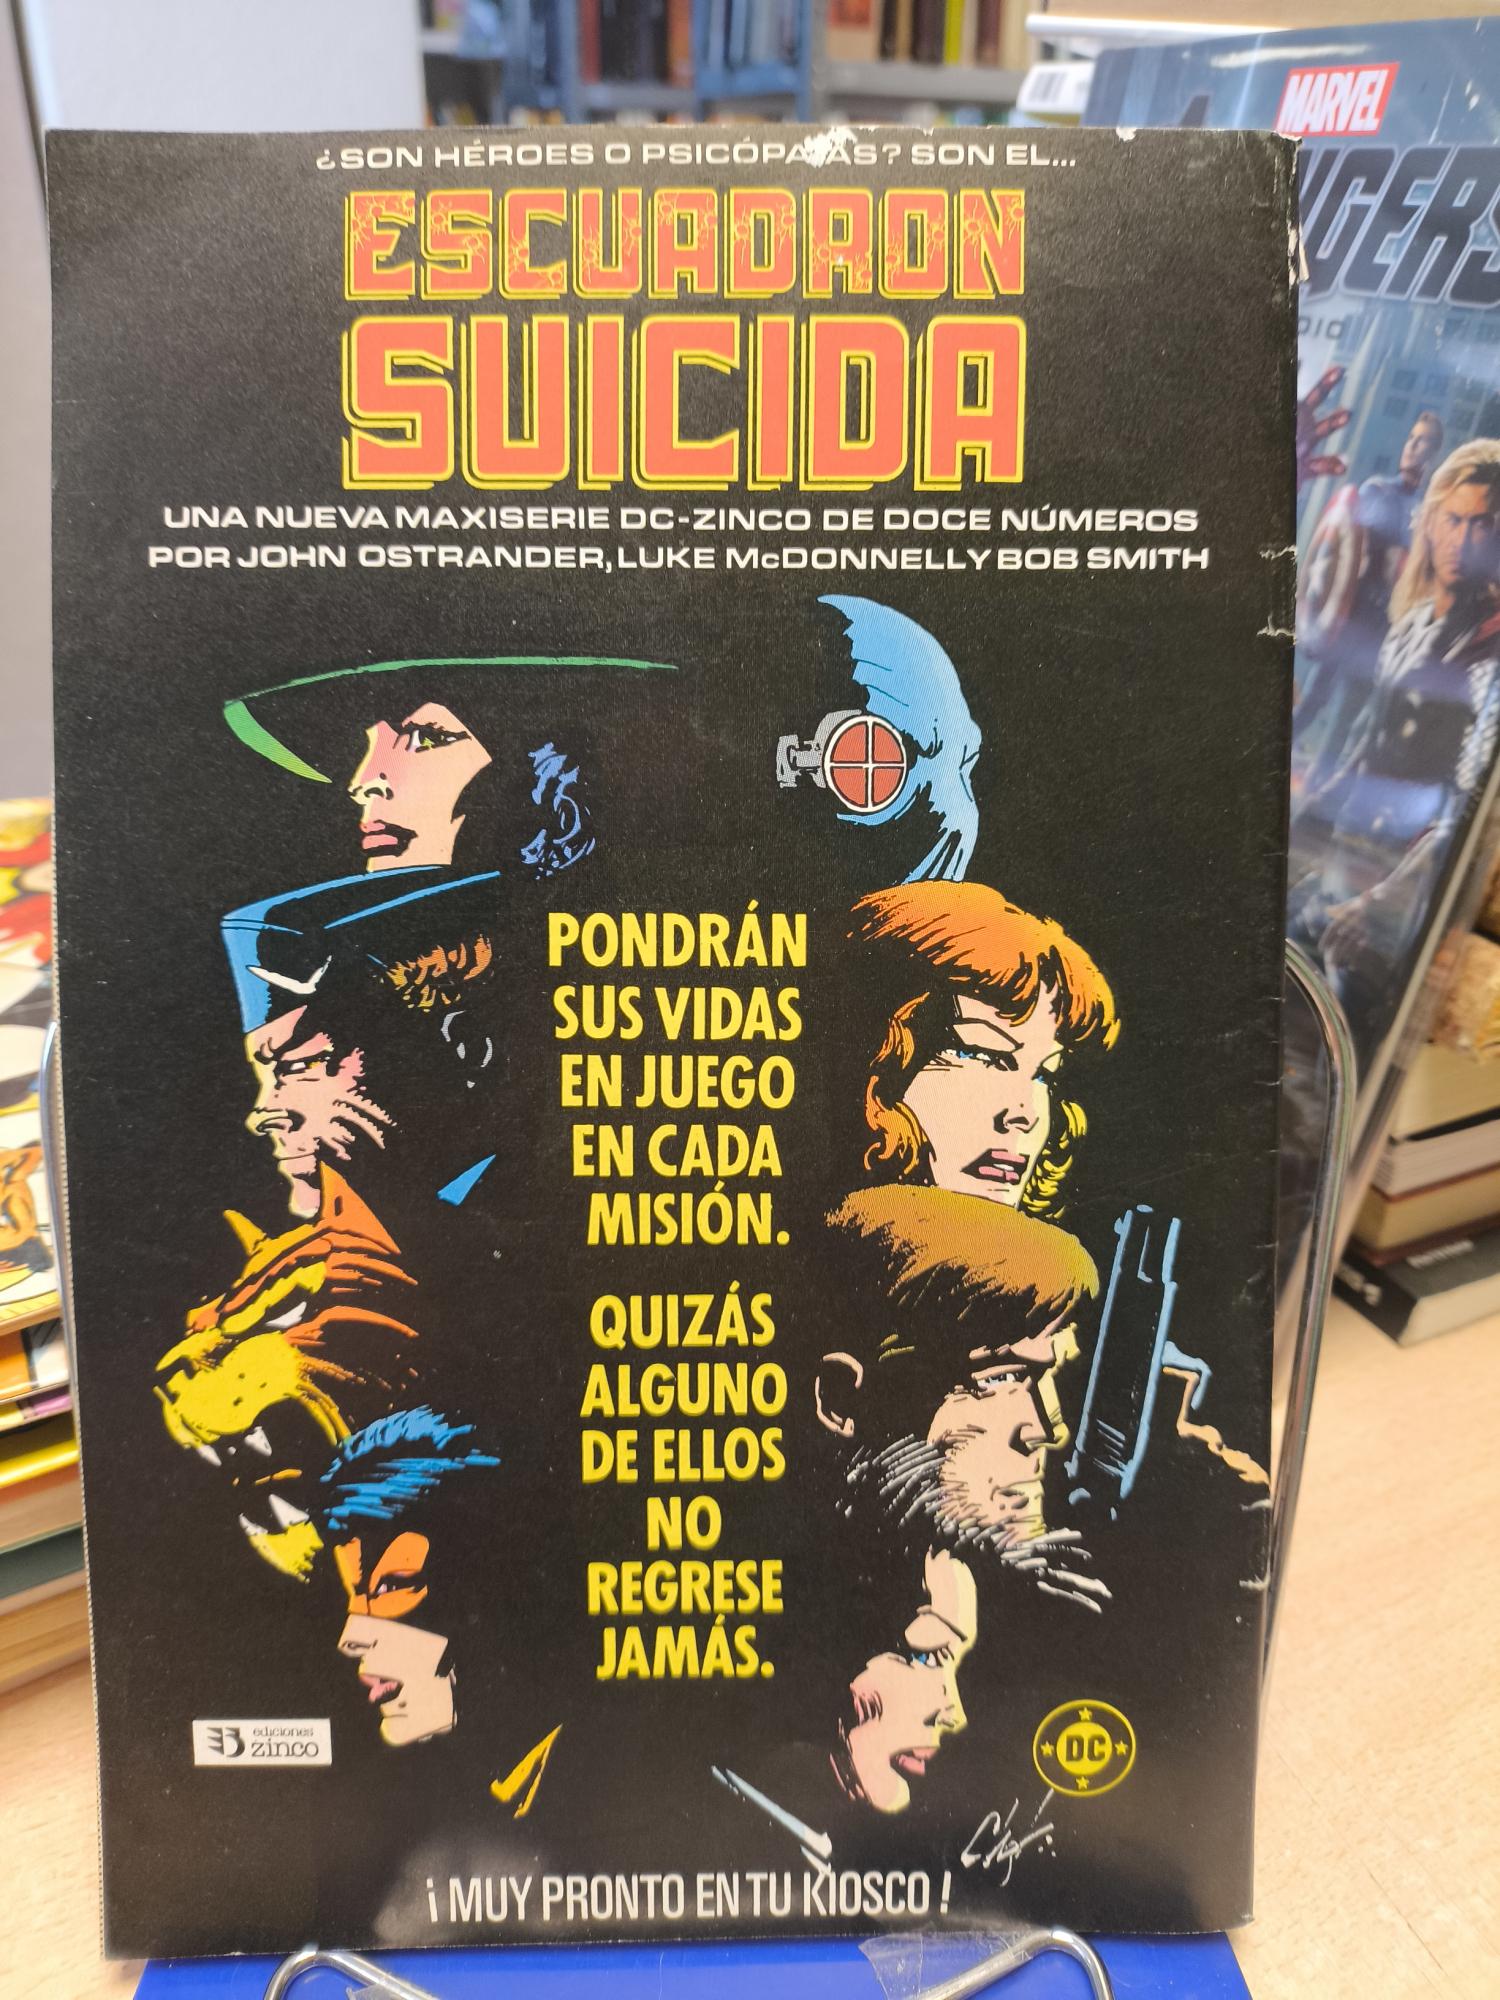 ¿SON HÉROES O PSICÓPATAS? SON EL...
ESCUADRON
SUICIDA
UNA NUEVA MAXISERIE DC-ZINCO DE DOCE NÚMEROS
POR JOHN OSTRANDER, LUKE McDONNELL Y BOB SMITH
PONDRÁN
SUS VIDAS
EN JUEGO
EN CADA
MISIÓN.
QUIZÁS
ALGUNO
DE ELLOS
NO
REGRESE
JAMÁS.
ediciones
zinco
DC
¡MUY PRONTO EN TU KIOSCO!
MARVEL